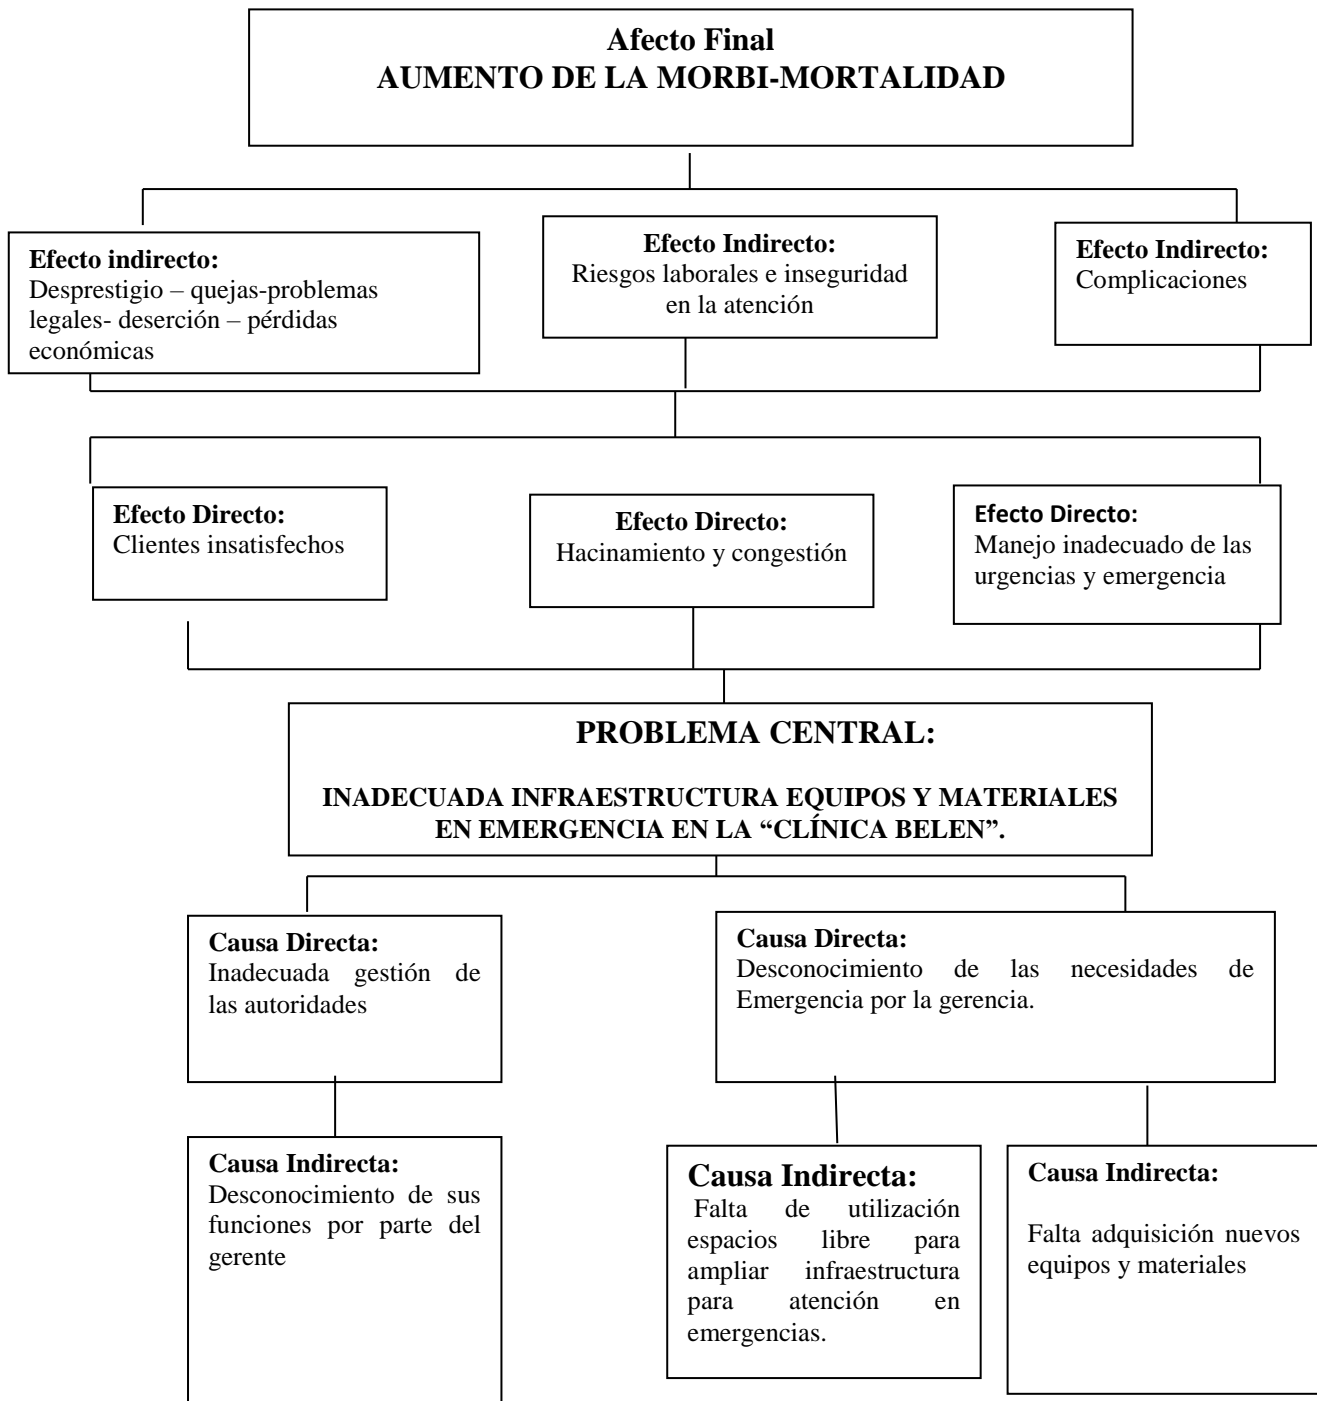 Afecto Final
AUMENTO DE LA MORBI-MORTALIDAD
Efecto indirecto:
Desprestigio – quejas-problemas
legales- deserción – pérdidas
económicas
Efecto Indirecto:
Riesgos laborales e inseguridad
en la atención
Efecto Indirecto:
Complicaciones
Efecto Directo:
Clientes insatisfechos
Efecto Directo:
Hacinamiento y congestión
Efecto Directo:
Manejo inadecuado de las
urgencias y emergencia
PROBLEMA CENTRAL:
INADECUADA INFRAESTRUCTURA EQUIPOS Y MATERIALES
EN EMERGENCIA EN LA “CLÍNICA BELEN”.
Causa Directa:
Inadecuada gestión de
las autoridades
Causa Directa:
Desconocimiento de las necesidades de
Emergencia por la gerencia.
Causa Indirecta:
Desconocimiento de sus
funciones por parte del
gerente
Causa Indirecta:
Falta de utilización
espacios libre para
ampliar infraestructura
para atención en
emergencias.
Causa Indirecta:
Falta adquisición nuevos
equipos y materiales